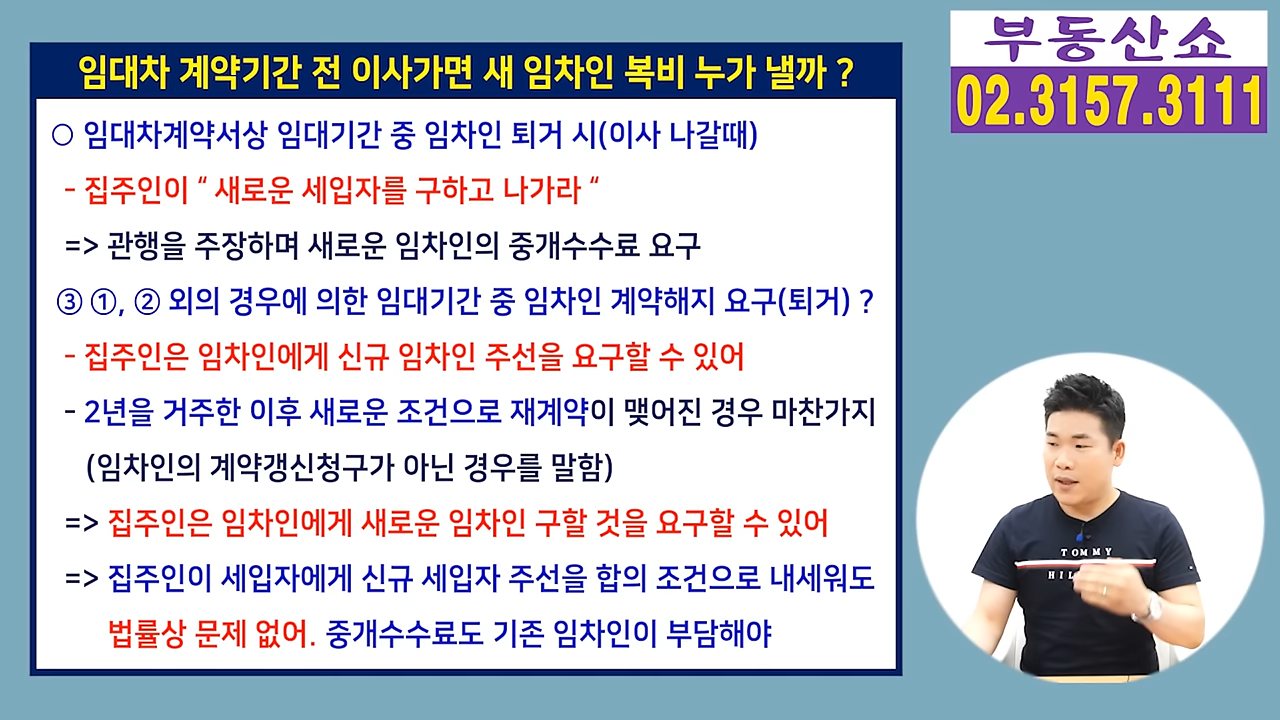 임대차 계약기간 전 이사가면 새 임차인 복비 누가 낼까 ?
○ 임대차계약서상 임대기간 중 임차인 퇴거 시(이사 나갈때)
- 집주인이 “ 새로운 세입자를 구하고 나가라 “
=> 관행을 주장하며 새로운 임차인의 중개수수료 요구
③ ①, ② 외의 경우에 의한 임대기간 중 임차인 계약해지 요구(퇴거) ?
- 집주인은 임차인에게 신규 임차인 주선을 요구할 수 있어
- 2년을 거주한 이후 새로운 조건으로 재계약이 맺어진 경우 마찬가지
(임차인의 계약갱신청구가 아닌 경우를 말함)
=> 집주인은 임차인에게 새로운 임차인 구할 것을 요구할 수 있어
=> 집주인이 세입자에게 신규 세입자 주선을 합의 조건으로 내세워도
법률상 문제 없어. 중개수수료도 기존 임차인이 부담해야
부동산쇼
02.3157.3111
TOMMY
HIL